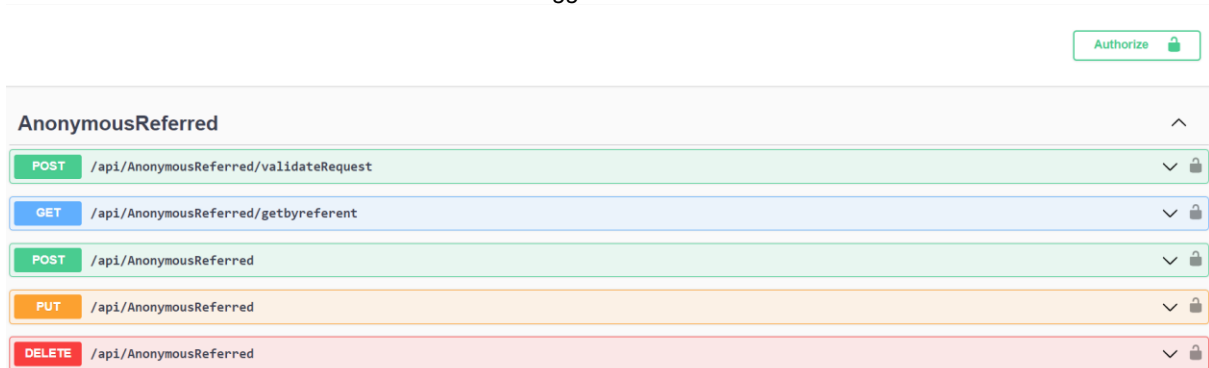 Authorize
AnonymousReferred
POST /api/AnonymousReferred/validateRequest
GET /api/AnonymousReferred/getbyreferent
POST /api/AnonymousReferred
PUT /api/AnonymousReferred
DELETE /api/AnonymousReferred